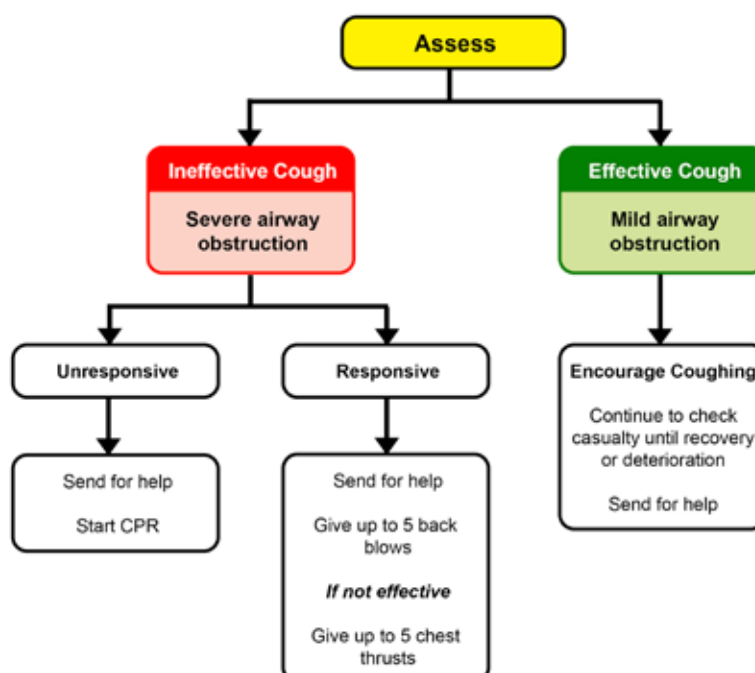 Assess
Ineffective Cough
Severe airway
obstruction
Effective Cough
Mild airway
obstruction
Unresponsive
Send for help
Start CPR
Responsive
Send for help
Give up to 5 back
blows
If not effective
Give up to 5 chest
thrusts
Encourage Coughing
Continue to check
casualty until recovery
or deterioration
Send for help